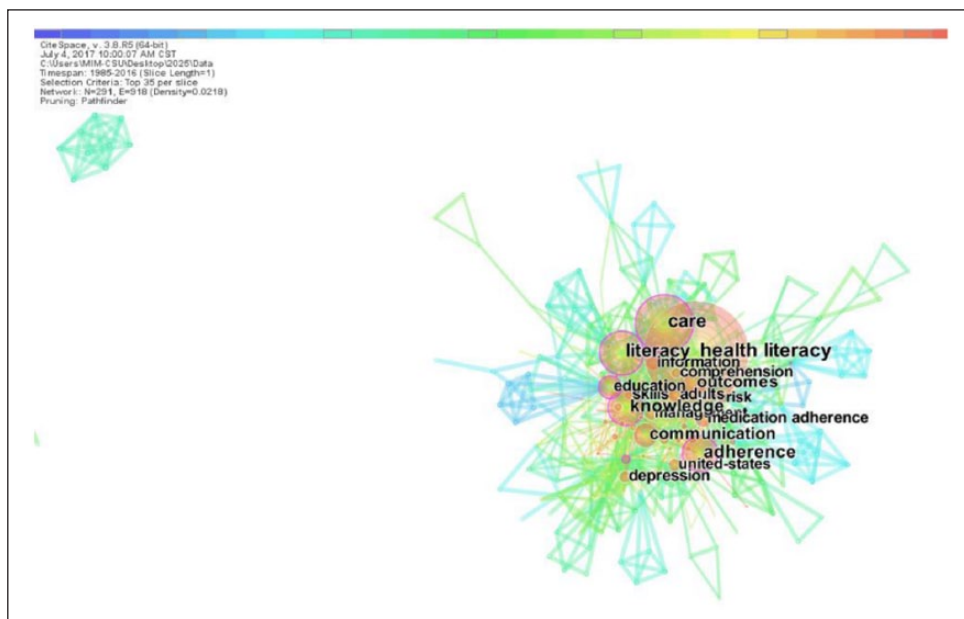 CiteSpace, v. 3.8.R5 (64-bit)
July 4, 2017 10:00:07 AM CST
C:\Users\MIM-CSU\Desktop\2025\Data
Timespan: 1985-2016 (Slice Length=1)
Selection Criteria: Top 35 per slice
Network: N=291, E=918 (Density=0.0218)
Pruning: Pathfinder
care
literacy health literacy
information
comprehension
education outcomes
skills adults risk
knowledge
management
medication adherence
communication
adherence
united-states
depression